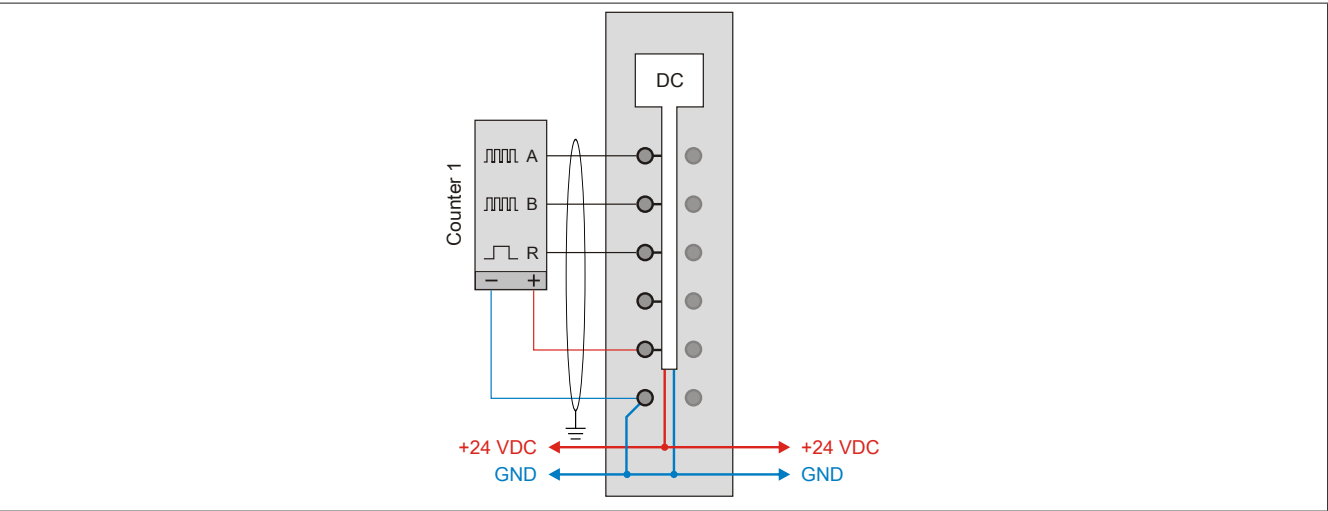 DC
Counter 1
A
B
R
− +
+24 VDC +24 VDC
GND GND